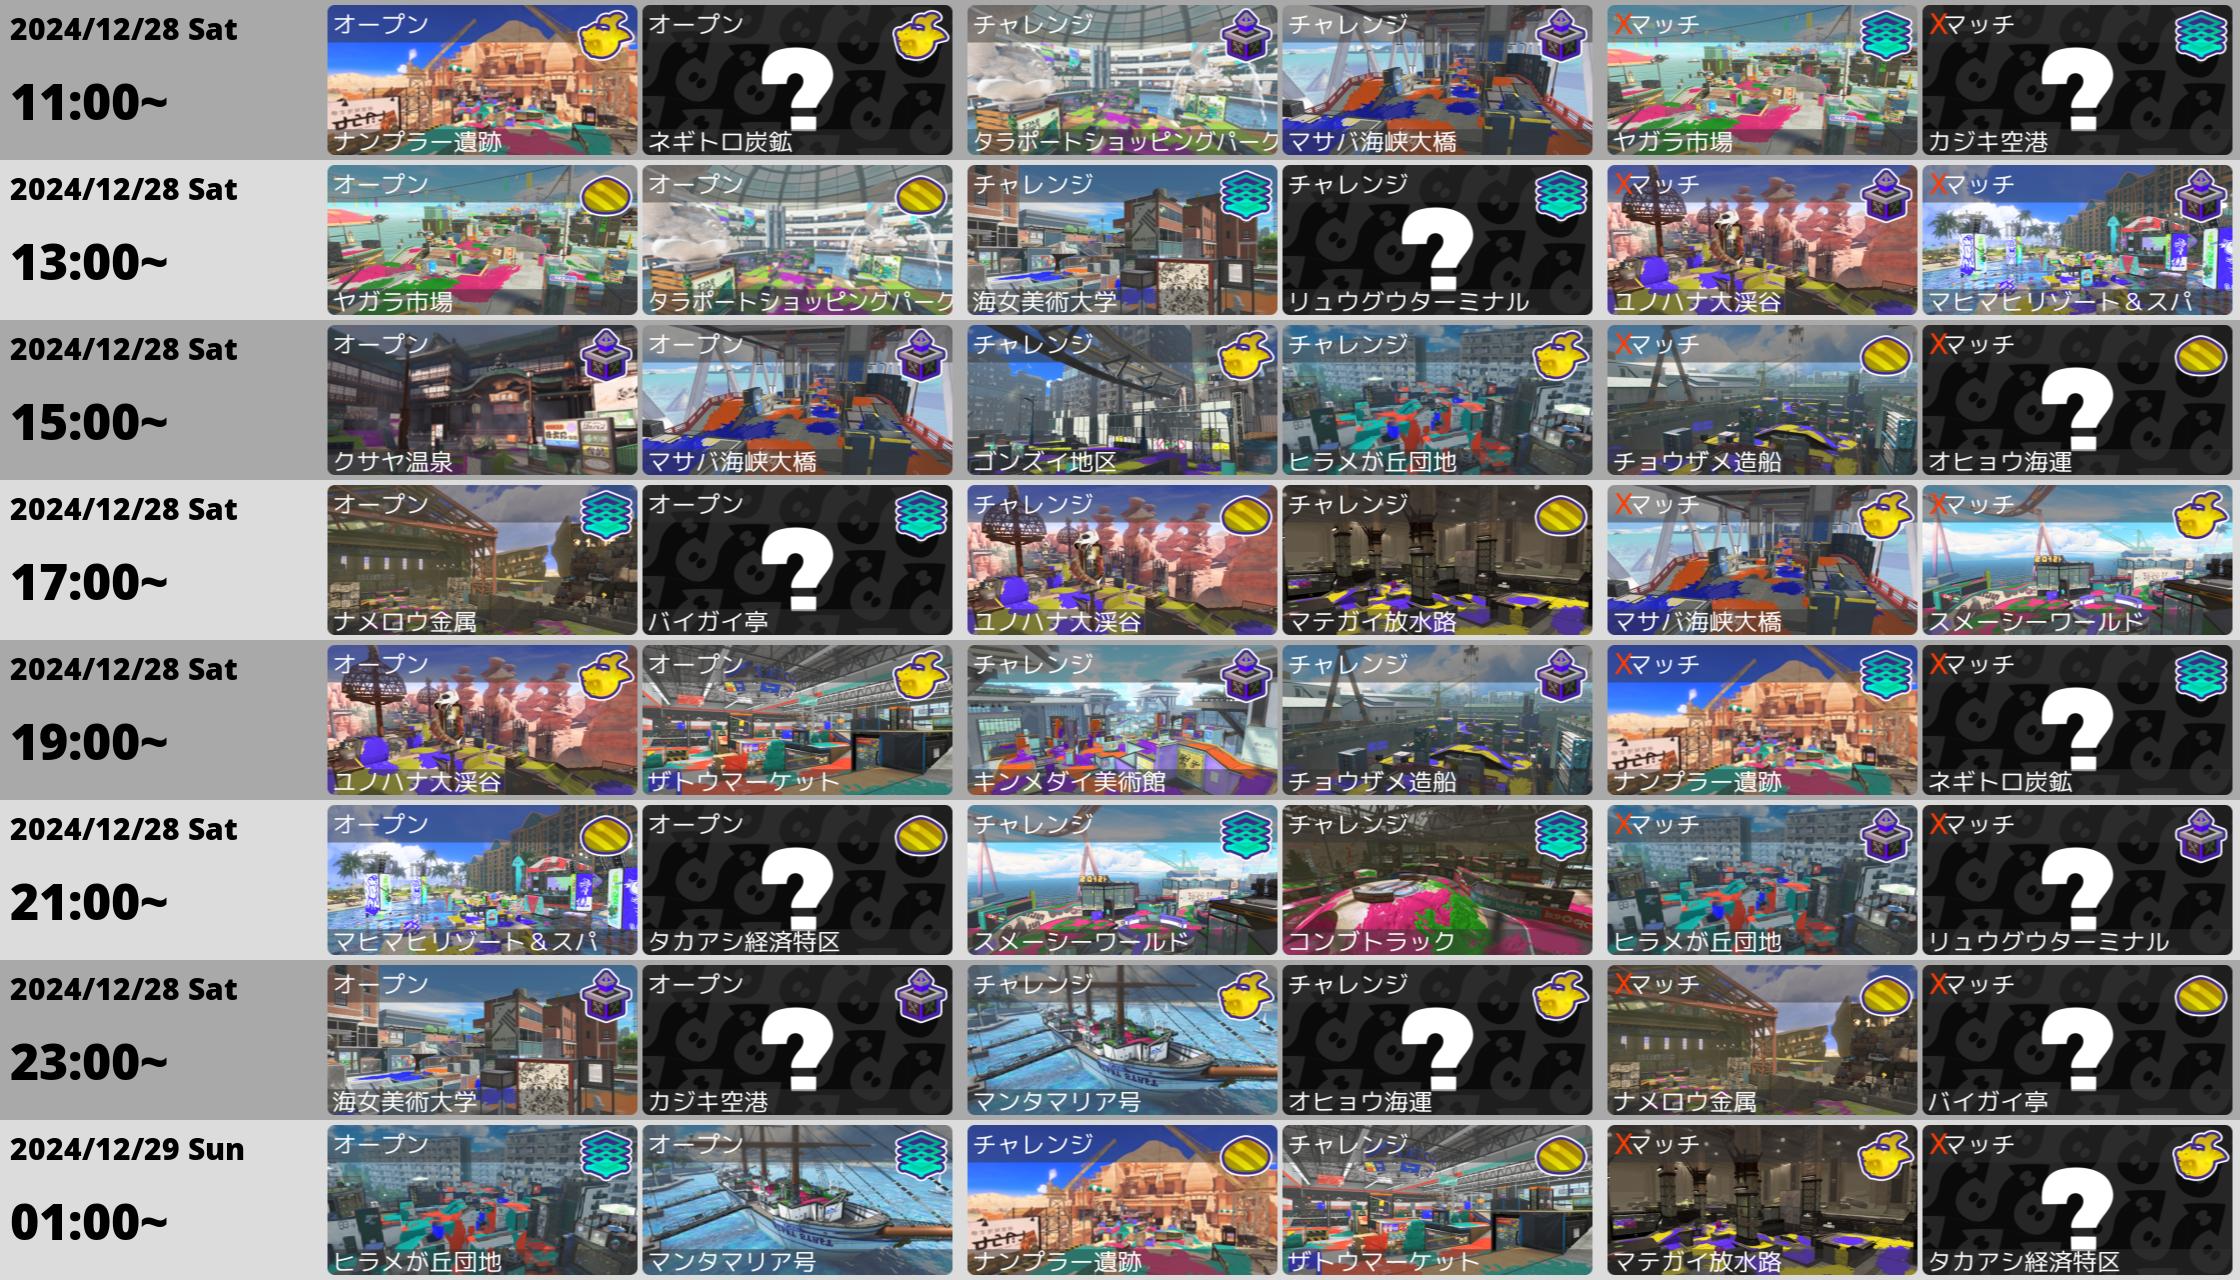 2024/12/28 Sat
11:00~
オープン
ナンプラー遺跡
オープン
ネギトロ炭鉱
チャレンジ
タラポートショッピングパーク
チャレンジ
マサバ海峡大橋
Xマッチ
ヤガラ市場
Xマッチ
カジキ空港
2024/12/28 Sat
13:00~
オープン
ヤガラ市場
オープン
タラポートショッピングパーク
チャレンジ
海女美術大学
チャレンジ
リュウグウターミナル
Xマッチ
ユノハナ大渓谷
Xマッチ
マヒマヒリゾート＆スパ
2024/12/28 Sat
15:00~
オープン
クサヤ温泉
オープン
マサバ海峡大橋
チャレンジ
ゴンズイ地区
チャレンジ
ヒラメが丘団地
Xマッチ
チョウザメ造船
Xマッチ
オヒョウ海運
2024/12/28 Sat
17:00~
オープン
ナメロウ金属
オープン
バイガイ亭
チャレンジ
ユノハナ大渓谷
チャレンジ
マテガイ放水路
Xマッチ
マサバ海峡大橋
Xマッチ
スメーシーワールド
2024/12/28 Sat
19:00~
オープン
ユノハナ大渓谷
オープン
ザトウマーケット
チャレンジ
キンメダイ美術館
チャレンジ
チョウザメ造船
Xマッチ
ナンプラー遺跡
Xマッチ
ネギトロ炭鉱
2024/12/28 Sat
21:00~
オープン
マヒマヒリゾート＆スパ
オープン
タカアシ経済特区
チャレンジ
スメーシーワールド
チャレンジ
コンブトラック
Xマッチ
ヒラメが丘団地
Xマッチ
リュウグウターミナル
2024/12/28 Sat
23:00~
オープン
海女美術大学
オープン
カジキ空港
チャレンジ
マンタマリア号
チャレンジ
オヒョウ海運
Xマッチ
ナメロウ金属
Xマッチ
バイガイ亭
2024/12/29 Sun
01:00~
オープン
ヒラメが丘団地
オープン
マンタマリア号
チャレンジ
ナンプラー遺跡
チャレンジ
ザトウマーケット
Xマッチ
マテガイ放水路
Xマッチ
タカアシ経済特区